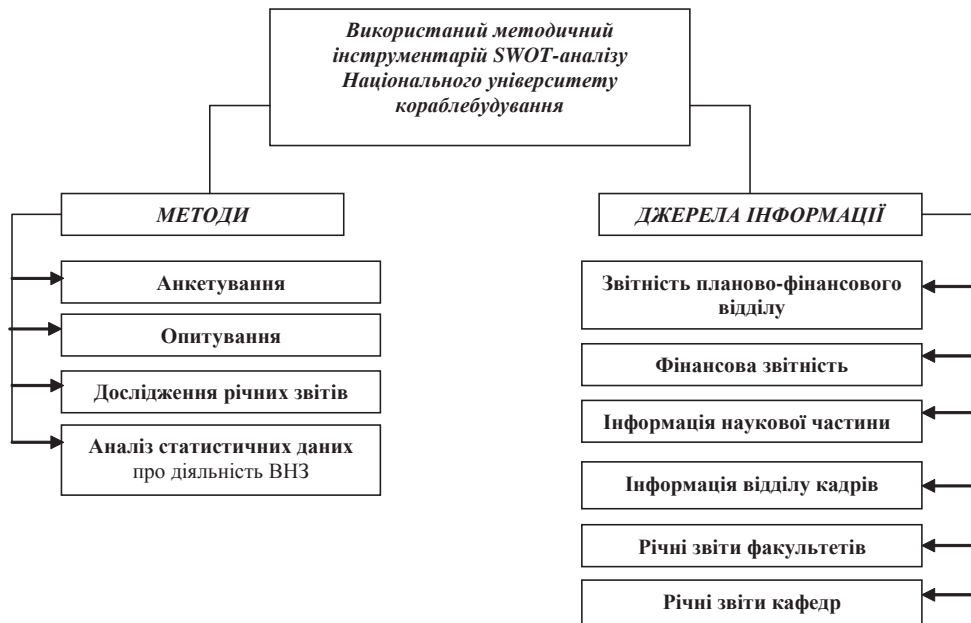 Використаний методичний
інструментарій SWOT-аналізу
Національного університету
кораблебудування
МЕТОДИ
Анкетування
Опитування
Дослідження річних звітів
Аналіз статистичних даних
про діяльність ВНЗ
ДЖЕРЕЛА ІНФОРМАЦІЇ
Звітність планово-фінансового
відділу
Фінансова звітність
Інформація наукової частини
Інформація відділу кадрів
Річні звіти факультетів
Річні звіти кафедр